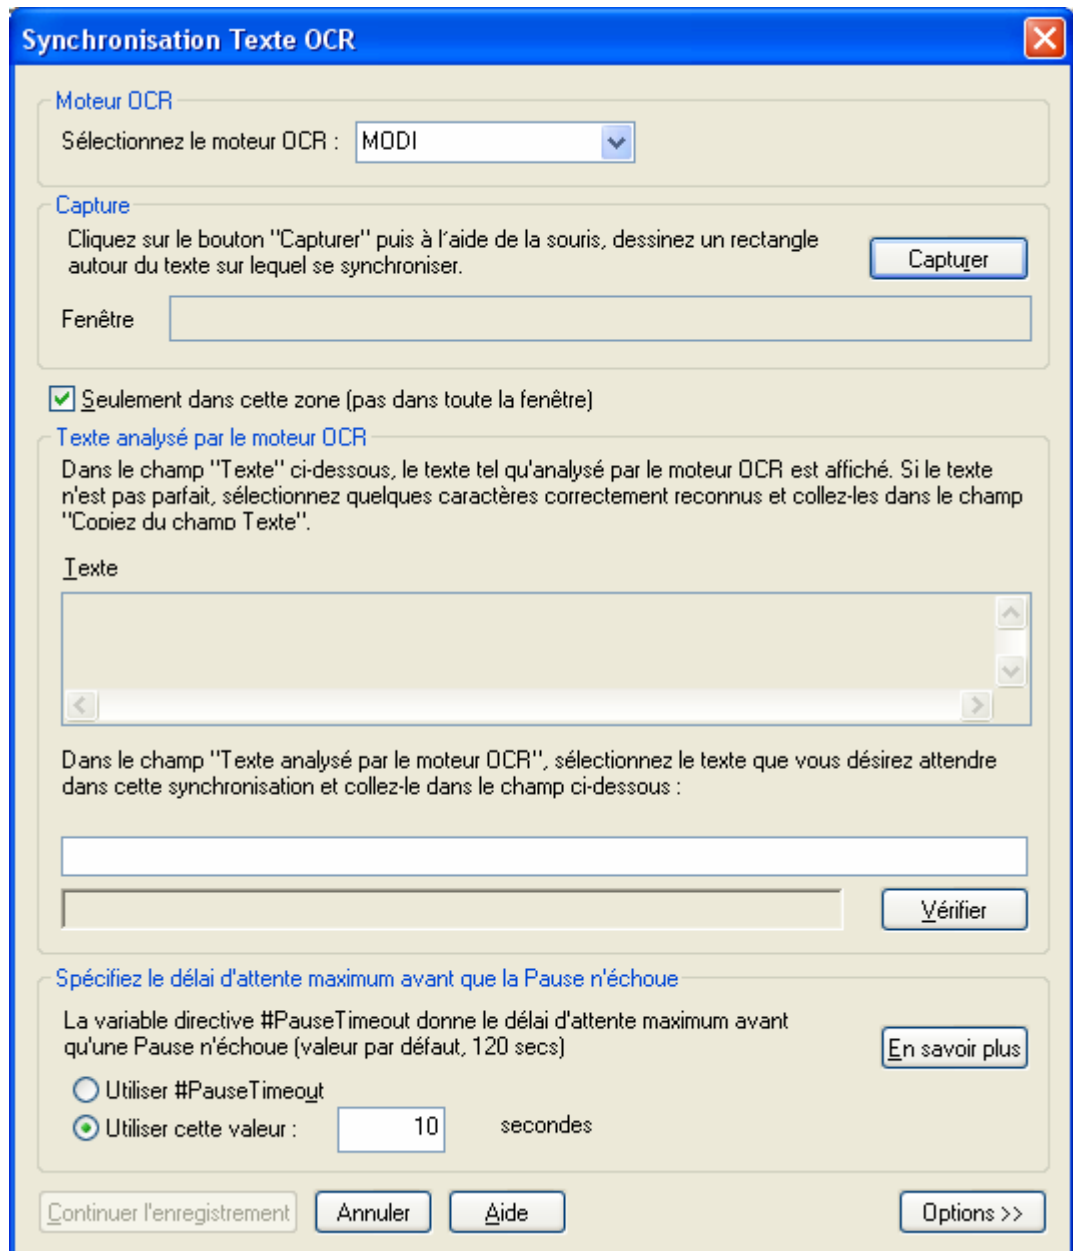 Synchronisation Texte OCR
Moteur OCR
Sélectionnez le moteur OCR : MODI
Capture
Cliquez sur le bouton "Capturer" puis à l'aide de la souris, dessinez un rectangle
autour du texte sur lequel se synchroniser.
Capturer
Fenêtre
Seulement dans cette zone (pas dans toute la fenêtre)
Texte analysé par le moteur OCR
Dans le champ "Texte" ci-dessous, le texte tel qu'analysé par le moteur OCR est affiché. Si le texte
n'est pas parfait, sélectionnez quelques caractères correctement reconnus et collez-les dans le champ
"Copiez du champ Texte".
Texte
Dans le champ "Texte analysé par le moteur OCR", sélectionnez le texte que vous désirez attendre
dans cette synchronisation et collez-le dans le champ ci-dessous :
Vérifier
Spécifiez le délai d'attente maximum avant que la Pause n'échoue
La variable directive #PauseTimeout donne le délai d'attente maximum avant
qu'une Pause n'échoue (valeur par défaut, 120 secs)
En savoir plus
Utiliser #PauseTimeout
Utiliser cette valeur : 10 secondes
Continuer l'enregistrement Annuler Aide Options >>